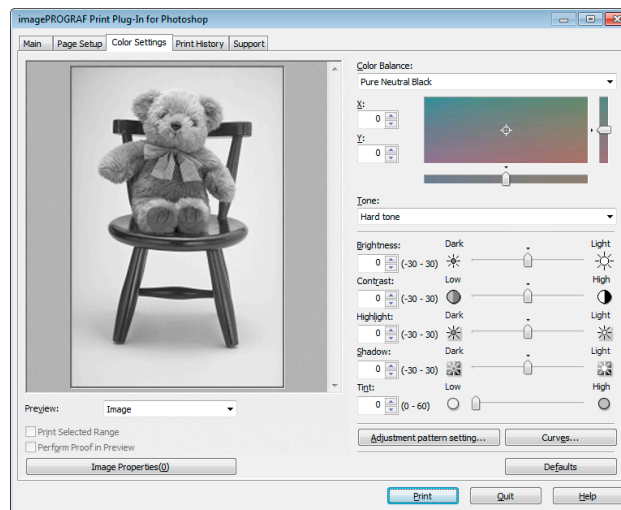 imagePROGRAF Print Plug-In for Photoshop
Main Page Setup Color Settings Print History Support
Color Balance:
Pure Neutral Black
X:
0
Y:
0
Tone:
Hard tone
Brightness: Dark Light
0 (-30 - 30)
Contrast: Low High
0 (-30 - 30)
Highlight: Dark Light
0 (-30 - 30)
Shadow: Dark Light
0 (-30 - 30)
Tint: Low High
0 (0 - 60)
Preview: Image
Print Selected Range
Perform Proof in Preview
Image Properties(0)
Adjustment pattern setting... Curves...
Defaults
Print Quit Help